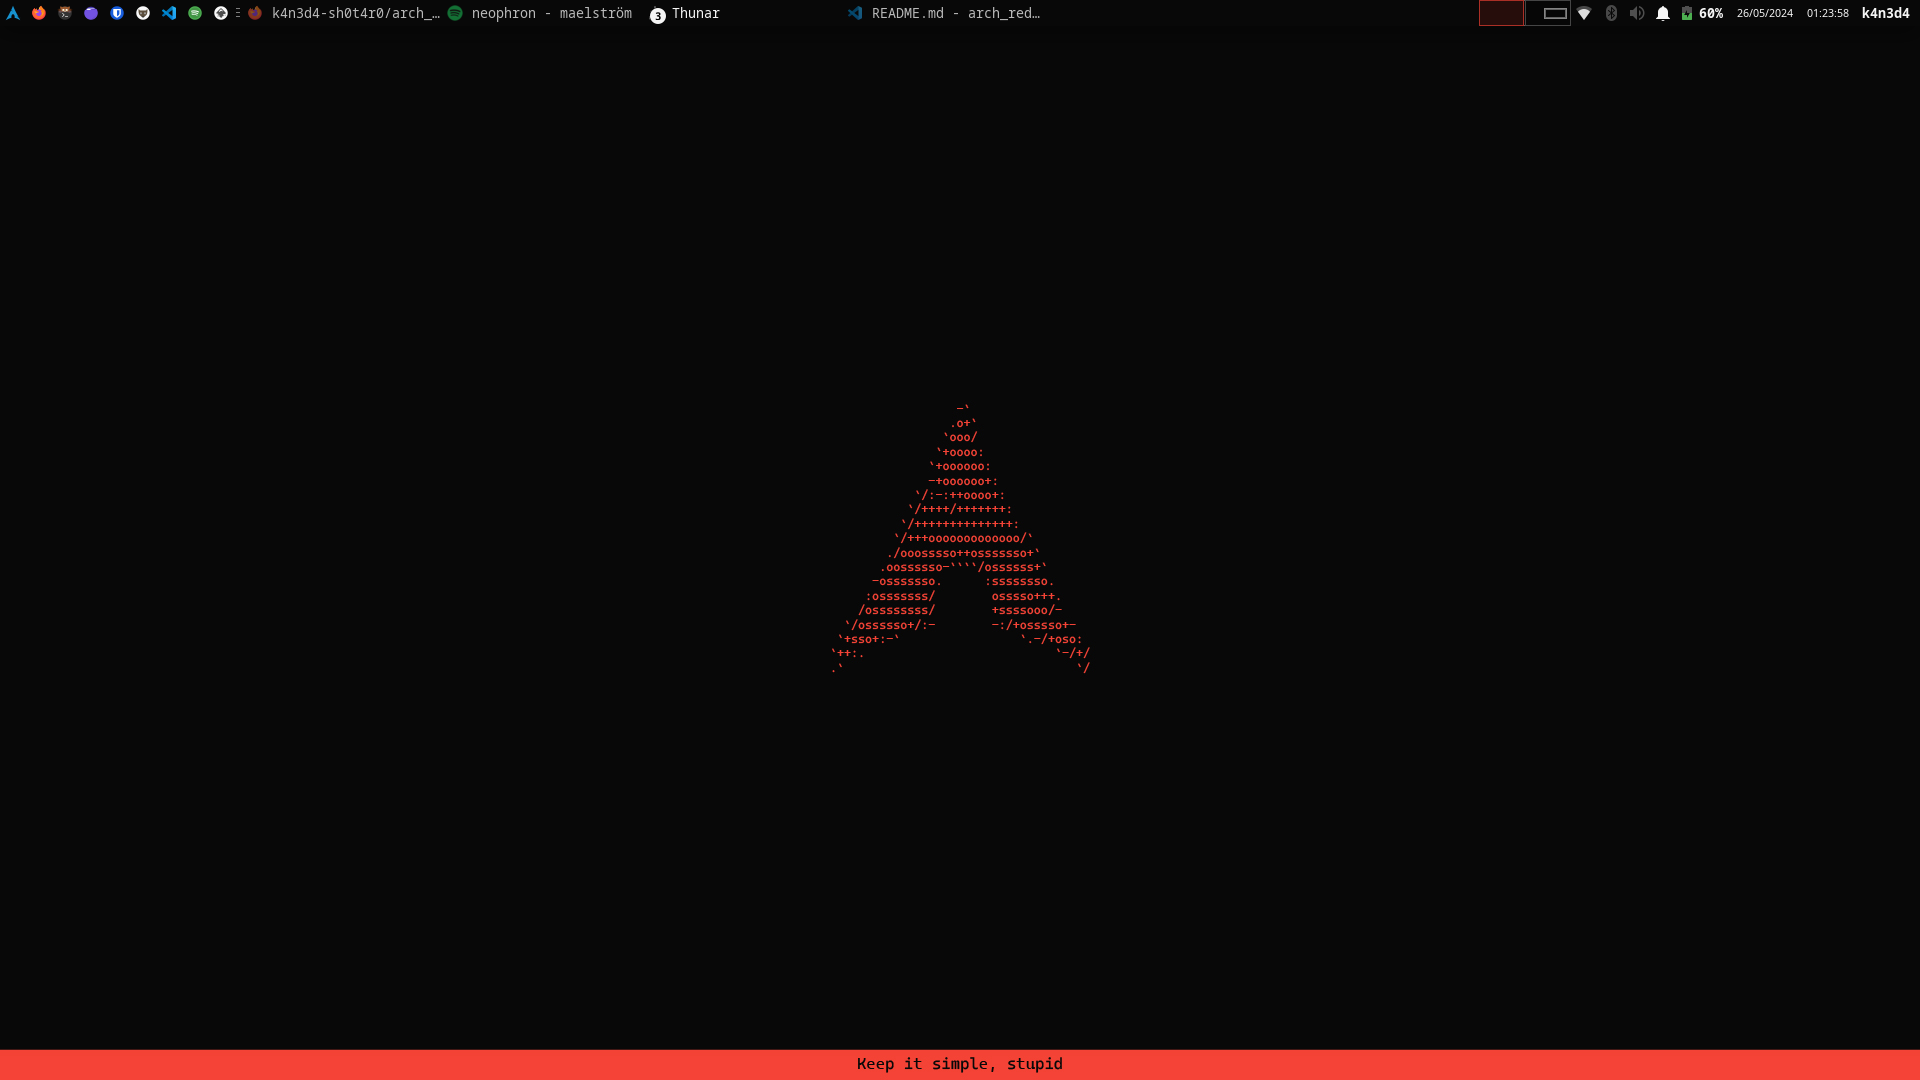 k4n3d4-sh0t4r0/arch_… neophron - maelström 3 Thunar README.md - arch_red… 60% 26/05/2024 01:23:58 k4n3d4
-`
.o+`
`ooo/
`+oooo:
`+oooooo:
-+oooooo+:
`/:-:++oooo+:
`/++++/+++++++:
`/++++++++++++++:
`/+++ooooooooooooo/`
./ooosssso++osssssso+`
.oossssso-````/ossssss+`
-osssssso.      :ssssssso.
:osssssss/        osssso+++.
/ossssssss/        +ssssooo/-
`/ossssso+/:-        -:/+osssso+-
`+sso+:-`                 `.-/+oso:
`++:.                           `-/+/
.`                                 `/
Keep it simple, stupid